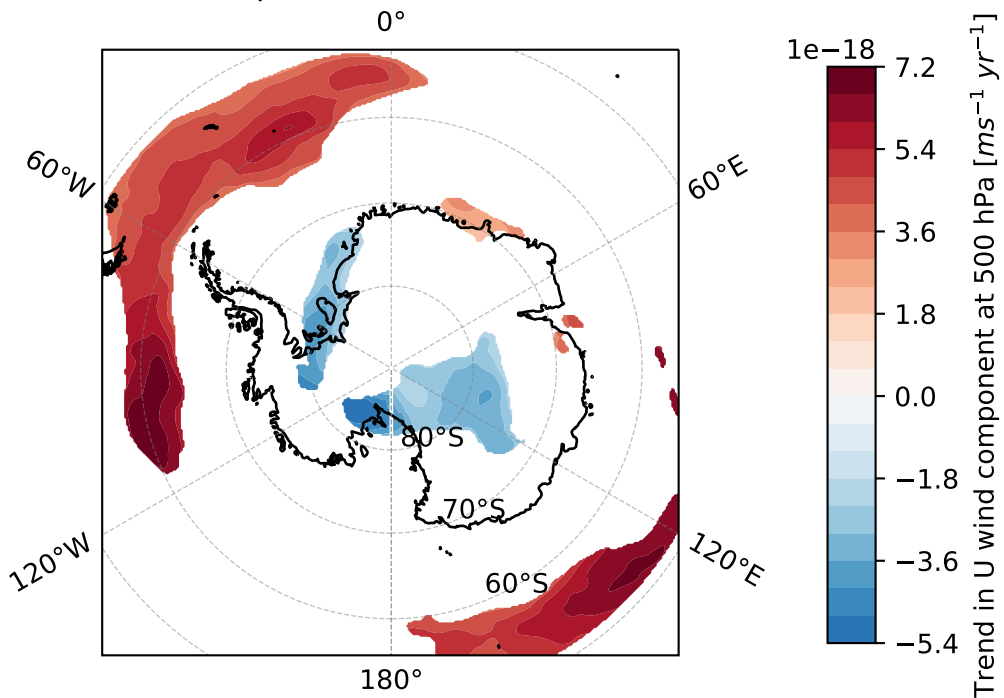 0°
60°W
60°E
120°W
120°E
180°
80°S
70°S
60°S
1e−18
7.2
5.4
3.6
1.8
0.0
−1.8
−3.6
−5.4
Trend in U wind component at 500 hPa [ms⁻¹ yr⁻¹]